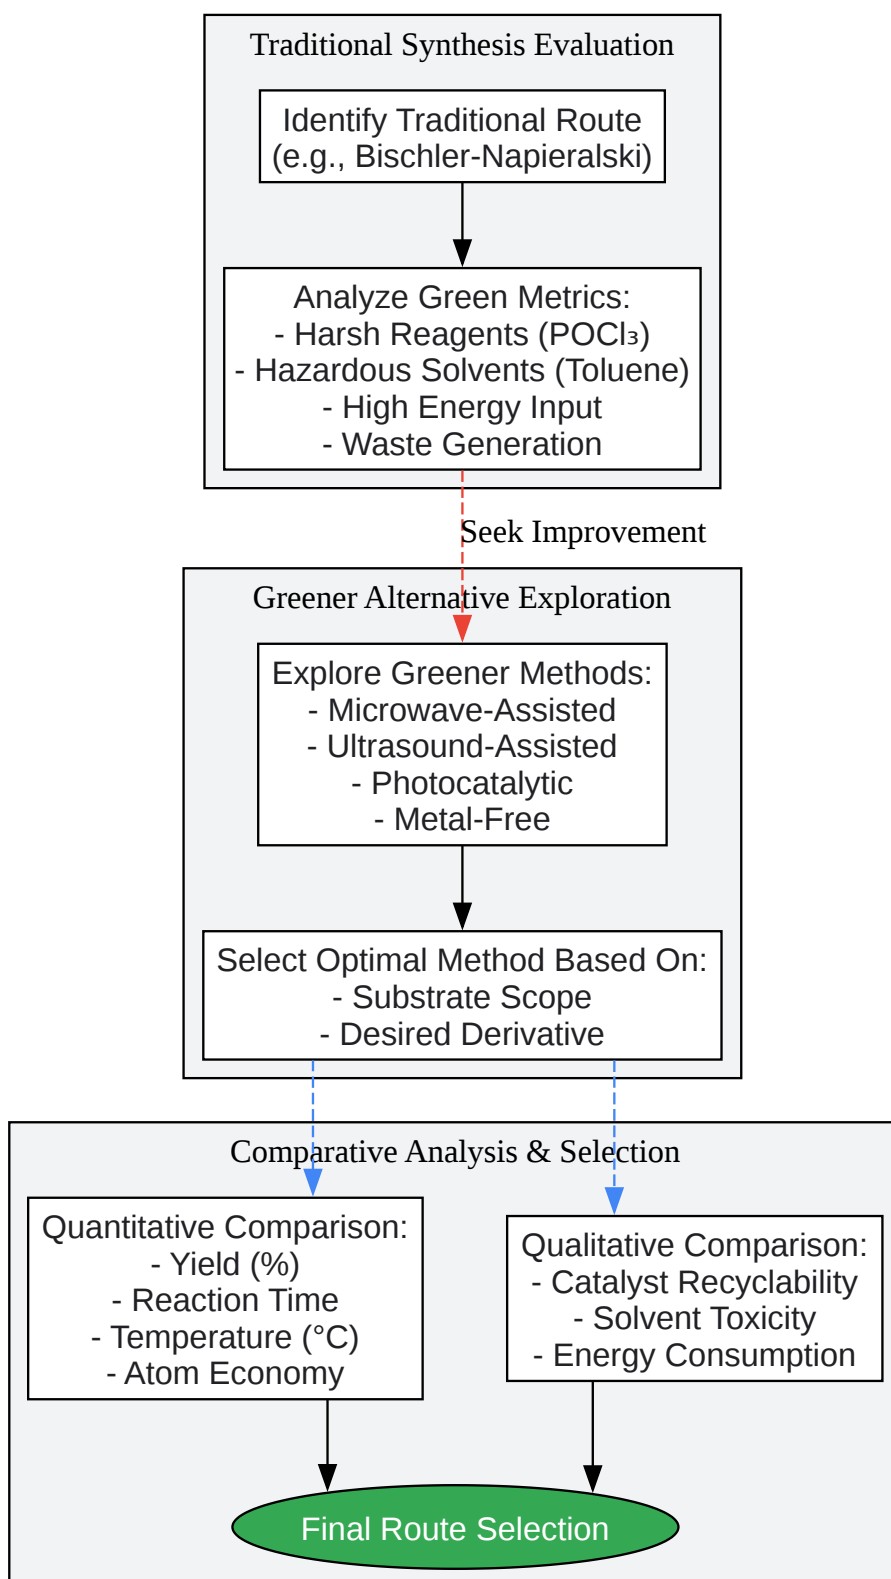 Traditional Synthesis Evaluation
Identify Traditional Route
(e.g., Bischler-Napieralski)
Analyze Green Metrics:
- Harsh Reagents (POCl₃)
- Hazardous Solvents (Toluene)
- High Energy Input
- Waste Generation
Seek Improvement
Greener Alternative Exploration
Explore Greener Methods:
- Microwave-Assisted
- Ultrasound-Assisted
- Photocatalytic
- Metal-Free
Select Optimal Method Based On:
- Substrate Scope
- Desired Derivative
Comparative Analysis & Selection
Quantitative Comparison:
- Yield (%)
- Reaction Time
- Temperature (°C)
- Atom Economy
Qualitative Comparison:
- Catalyst Recyclability
- Solvent Toxicity
- Energy Consumption
Final Route Selection